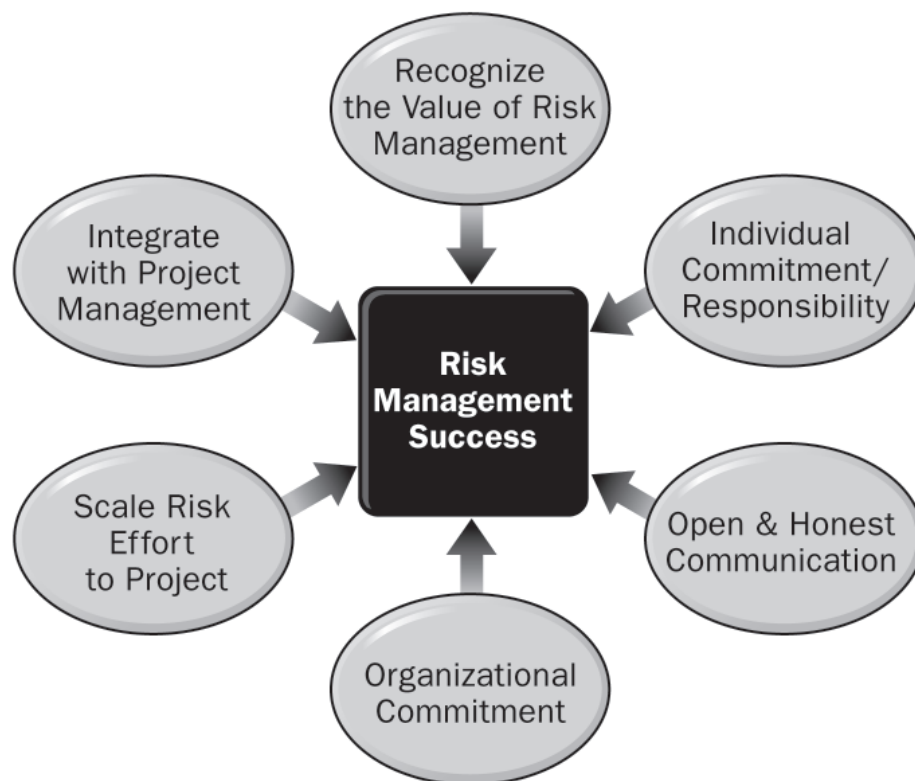 Recognize
the Value of Risk
Management
Individual
Commitment/
Responsibility
Open & Honest
Communication
Organizational
Commitment
Scale Risk
Effort
to Project
Integrate
with Project
Management
Risk
Management
Success